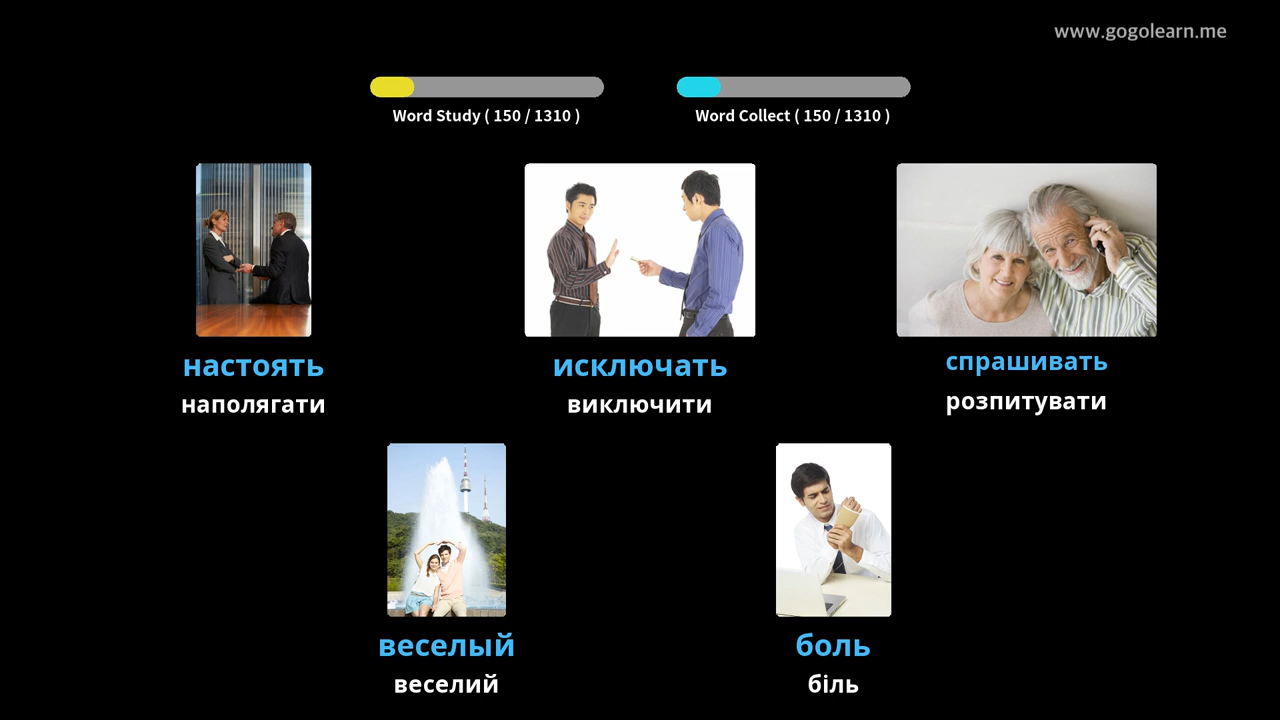 www.gogolearn.me
Word Study ( 150 / 1310 )
Word Collect ( 150 / 1310 )
настоять
наполягати
исключать
виключити
спрашивать
розпитувати
веселый
веселий
боль
біль